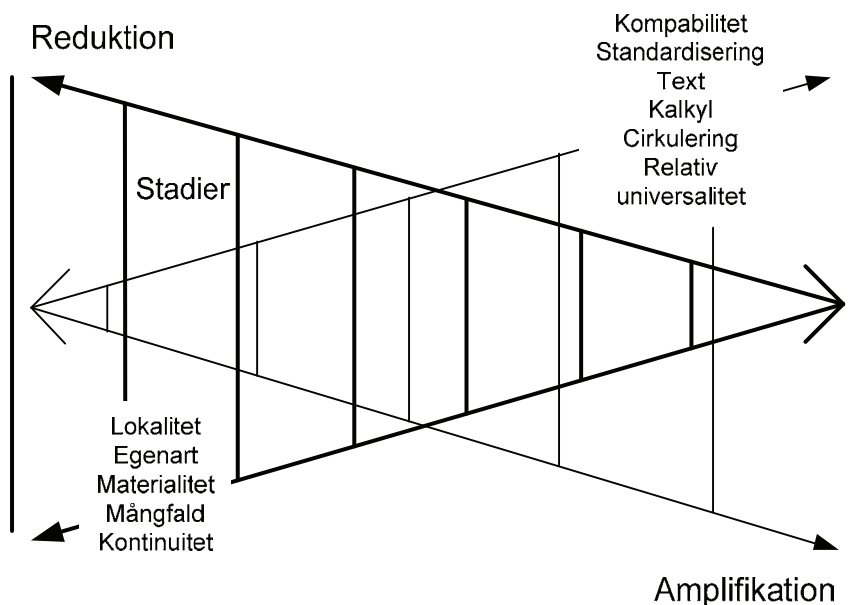 Reduktion
Kompabilitet
Standardisering
Text
Kalkyl
Cirkulering
Relativ
universalitet
Stadier
Lokalitet
Egenart
Materialitet
Mångfald
Kontinuitet
Amplifikation